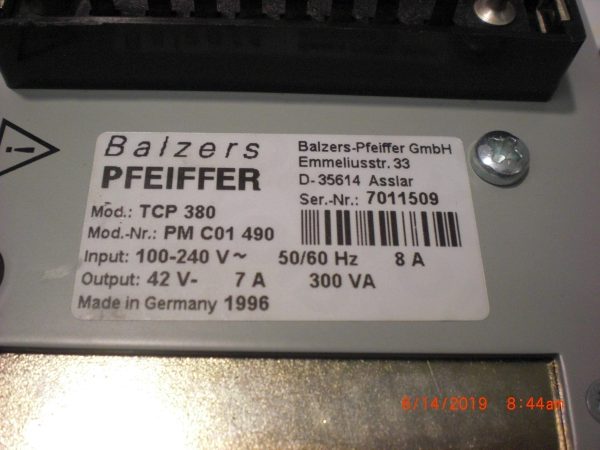 Balzers
PFEIFFER
Balzers-Pfeiffer GmbH
Emmeliusstr. 33
D-35614 Asslar
Ser.-Nr.: 7011509
Mod.: TCP 380
Mod.-Nr.: PM C01 490
Input: 100-240 V~ 50/60 Hz 8 A
Output: 42 V- 7 A 300 VA
Made in Germany 1996
6/14/2019 8:44am